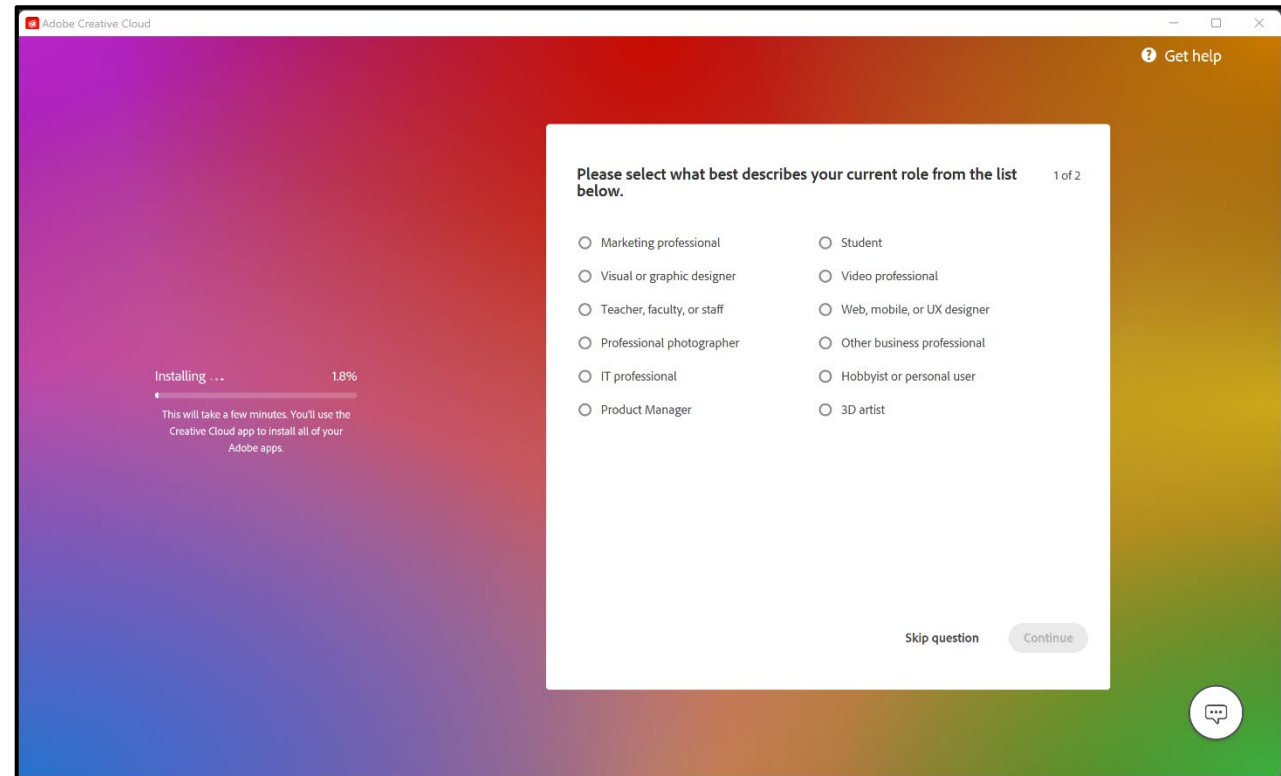 Adobe Creative Cloud
Get help
Please select what best describes your current role from the list
below.
1 of 2
Marketing professional
Student
Visual or graphic designer
Video professional
Teacher, faculty, or staff
Web, mobile, or UX designer
Professional photographer
Other business professional
IT professional
Hobbyist or personal user
Product Manager
3D artist
Installing ...
1.8%
This will take a few minutes. You'll use the
Creative Cloud app to install all of your
Adobe apps.
Skip question
Continue